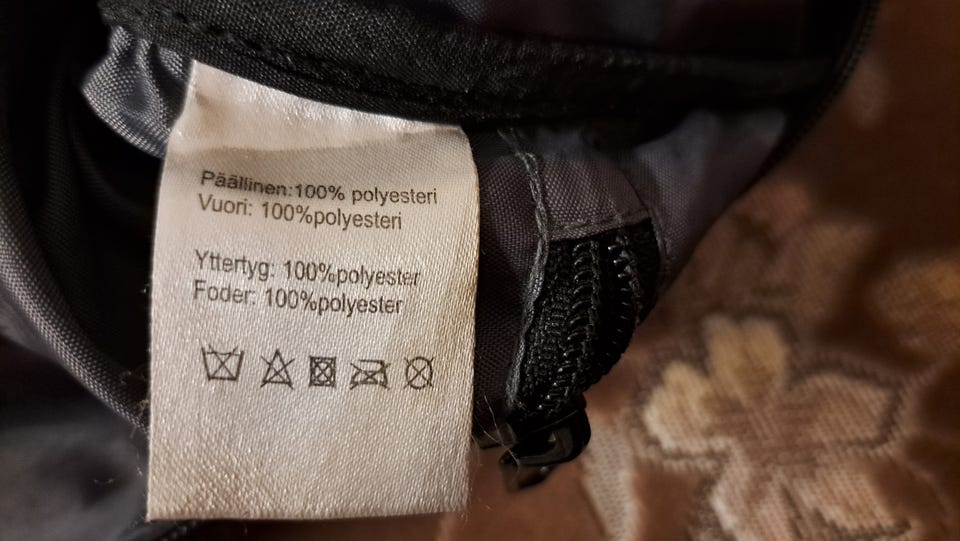 Päällinen:100% polyesteri
Vuori: 100%polyesteri
Yttertyg: 100%polyester
Foder: 100%polyester